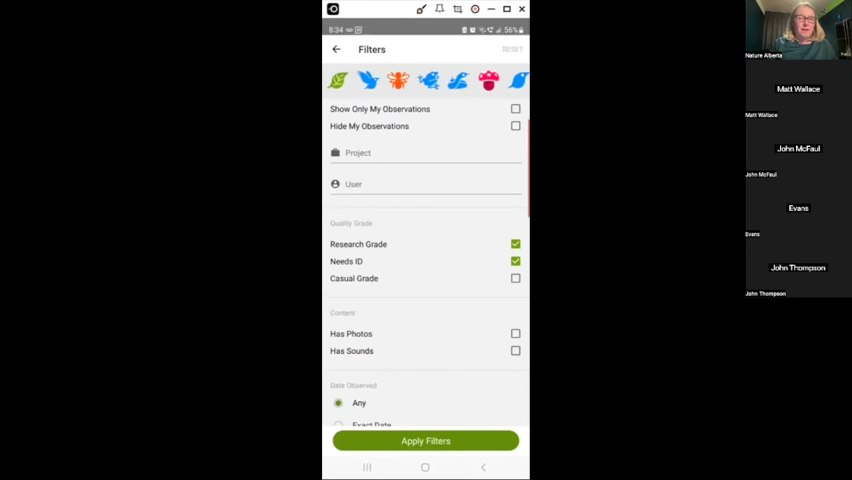 8:34
56%
Filters
RESET
Show Only My Observations
Hide My Observations
Project
User
Quality Grade
Research Grade
Needs ID
Casual Grade
Content
Has Photos
Has Sounds
Date Observed
Any
Exact Date
Apply Filters
Nature Alberta
Matt Wallace
Matt Wallace
John McFaul
John McFaul
Evans
Evans
John Thompson
John Thompson